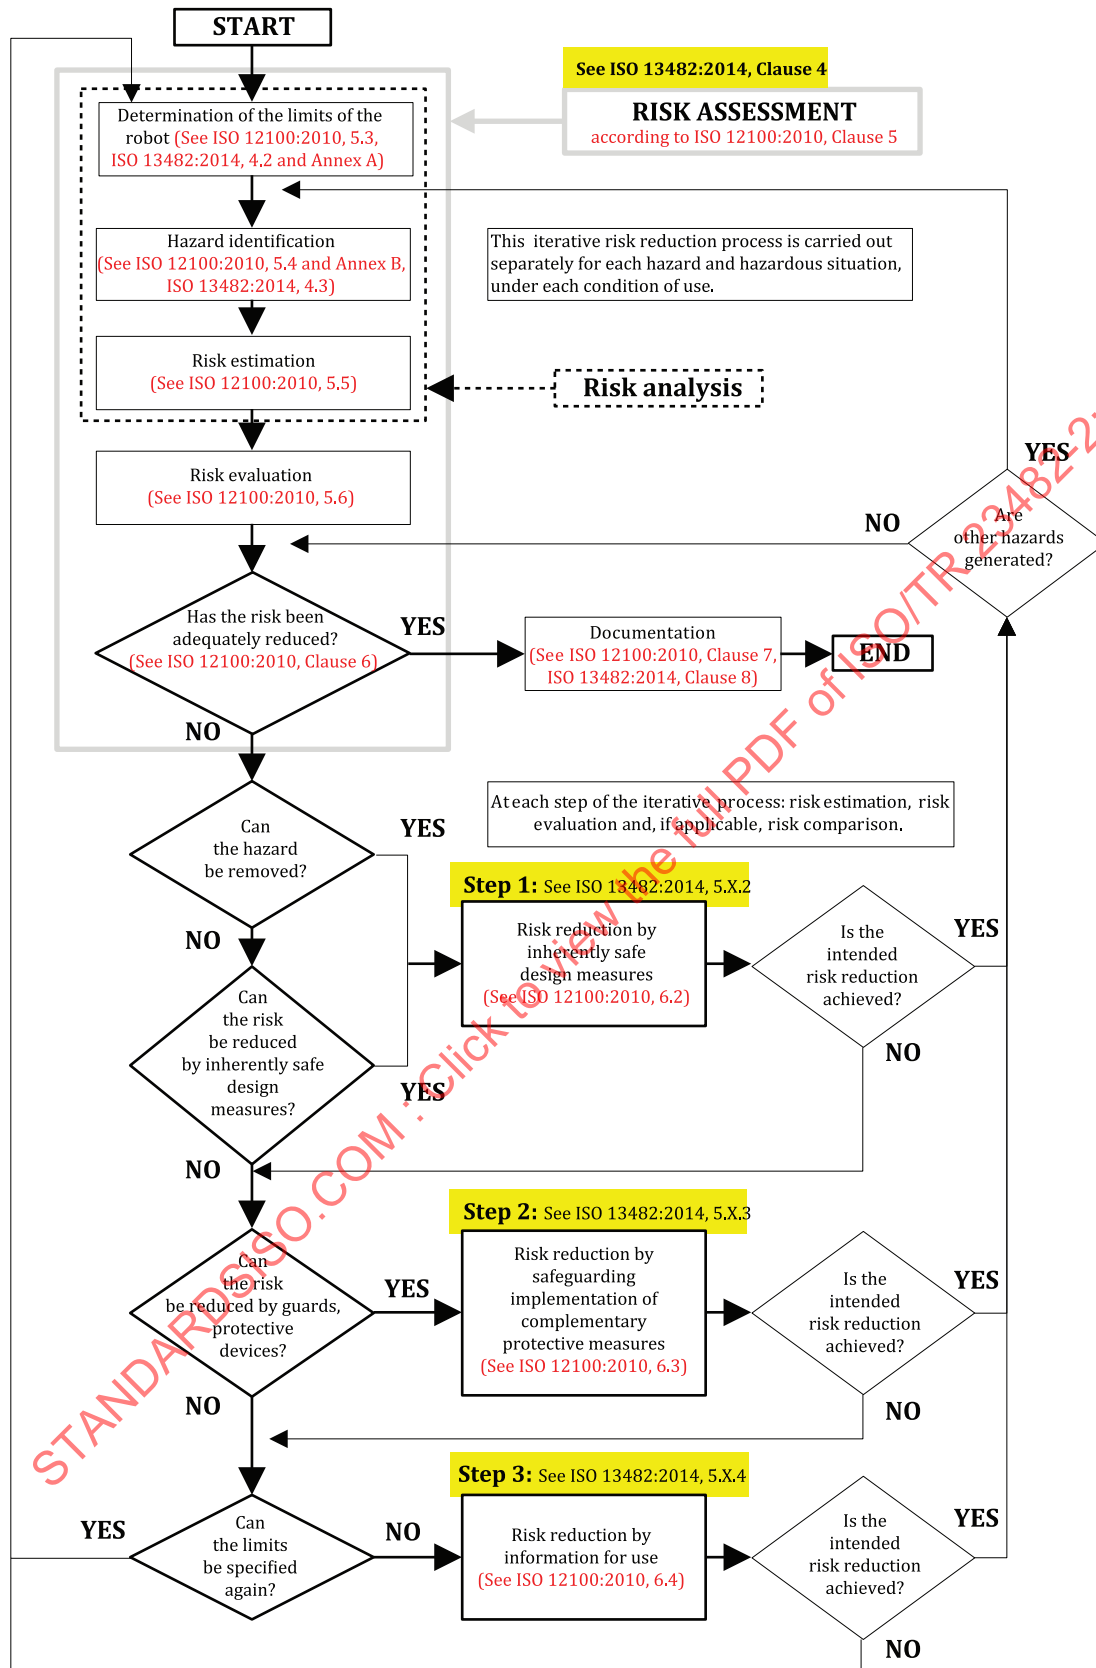 START
See ISO 13482:2014, Clause 4
RISK ASSESSMENT
according to ISO 12100:2010, Clause 5
Determination of the limits of the
robot (See ISO 12100:2010, 5.3,
ISO 13482:2014, 4.2 and Annex A)
Hazard identification
(See ISO 12100:2010, 5.4 and Annex B,
ISO 13482:2014, 4.3)
This iterative risk reduction process is carried out
separately for each hazard and hazardous situation,
under each condition of use.
Risk estimation
(See ISO 12100:2010, 5.5)
Risk analysis
Risk evaluation
(See ISO 12100:2010, 5.6)
YES
NO
Are
other hazards
generated?
Has the risk been
adequately reduced?
(See ISO 12100:2010, Clause 6)
YES
NO
Documentation
(See ISO 12100:2010, Clause 7,
ISO 13482:2014, Clause 8)
END
Can
the hazard
be removed?
YES
NO
At each step of the iterative process: risk estimation, risk
evaluation and, if applicable, risk comparison.
Step 1: See ISO 13482:2014, 5.X.2
Risk reduction by
inherently safe
design measures
(See ISO 12100:2010, 6.2)
Is the
intended
risk reduction
achieved?
YES
NO
Can
the risk
be reduced
by inherently safe
design
measures?
YES
NO
Step 2: See ISO 13482:2014, 5.X.3
Can
the risk
be reduced by guards,
protective
devices?
YES
NO
Risk reduction by
safeguarding
implementation of
complementary
protective measures
(See ISO 12100:2010, 6.3)
Is the
intended
risk reduction
achieved?
YES
NO
Step 3: See ISO 13482:2014, 5.X.4
YES
Can
the limits
be specified
again?
NO
Risk reduction by
information for use
(See ISO 12100:2010, 6.4)
Is the
intended
risk reduction
achieved?
YES
NO
STANDARDSISO.COM : Click to view the full PDF of ISO/TR 23482-2: